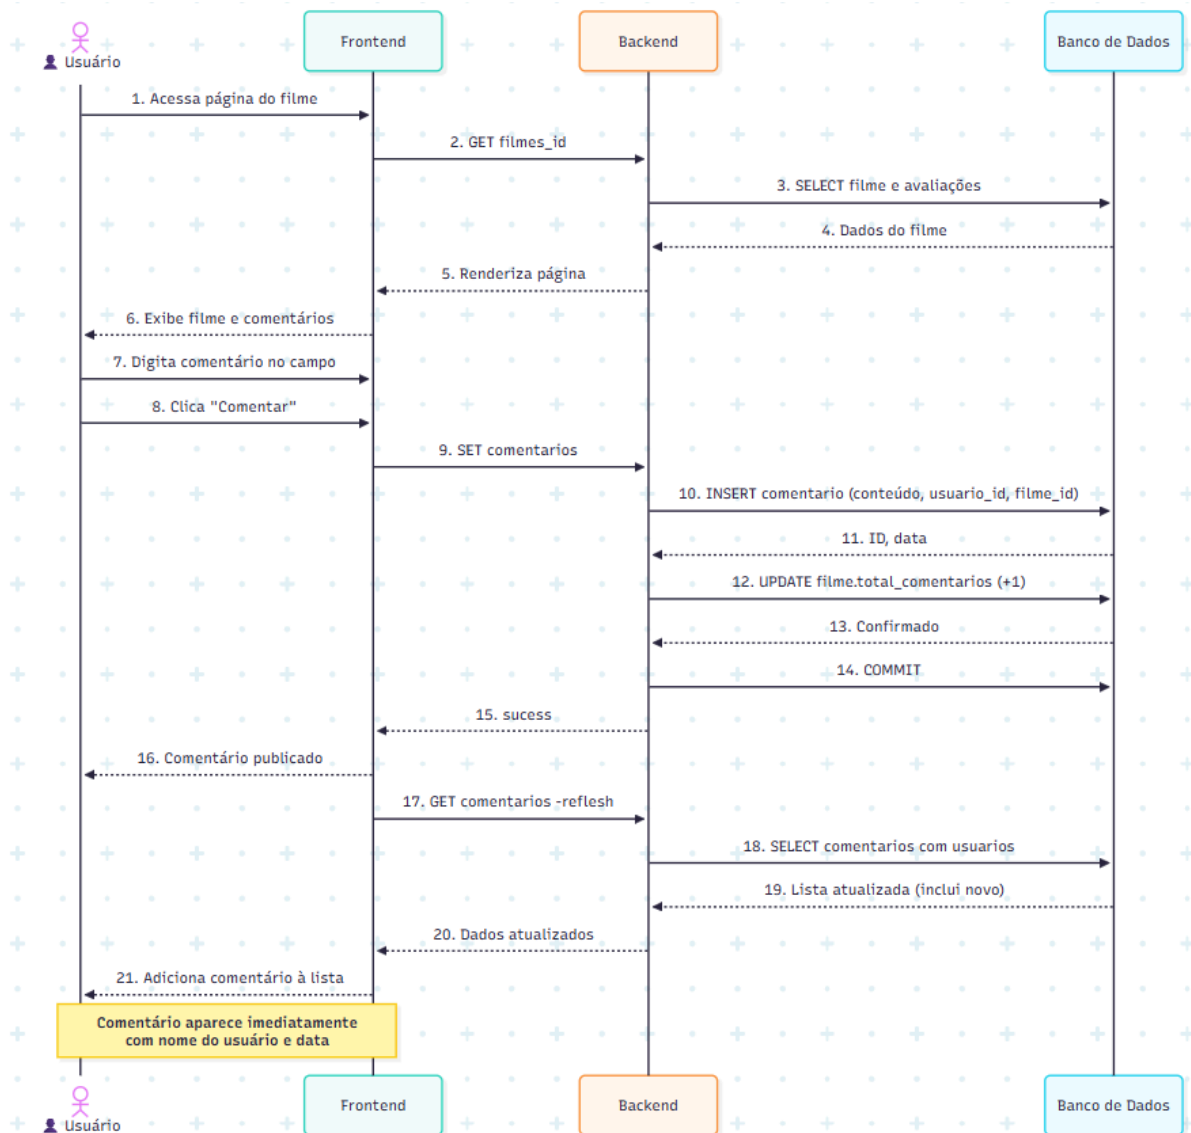 Usuário
Frontend
Backend
Banco de Dados
1. Acessa página do filme
2. GET filmes_id
3. SELECT filme e avaliações
4. Dados do filme
5. Renderiza página
6. Exibe filme e comentários
7. Digita comentário no campo
8. Clica "Comentar"
9. SET comentarios
10. INSERT comentario (conteúdo, usuario_id, filme_id)
11. ID, data
12. UPDATE filme.total_comentarios (+1)
13. Confirmado
14. COMMIT
15. sucess
16. Comentário publicado
17. GET comentarios -reflesh
18. SELECT comentarios com usuarios
19. Lista atualizada (inclui novo)
20. Dados atualizados
21. Adiciona comentário à lista
Comentário aparece imediatamente
com nome do usuário e data
Usuário
Frontend
Backend
Banco de Dados